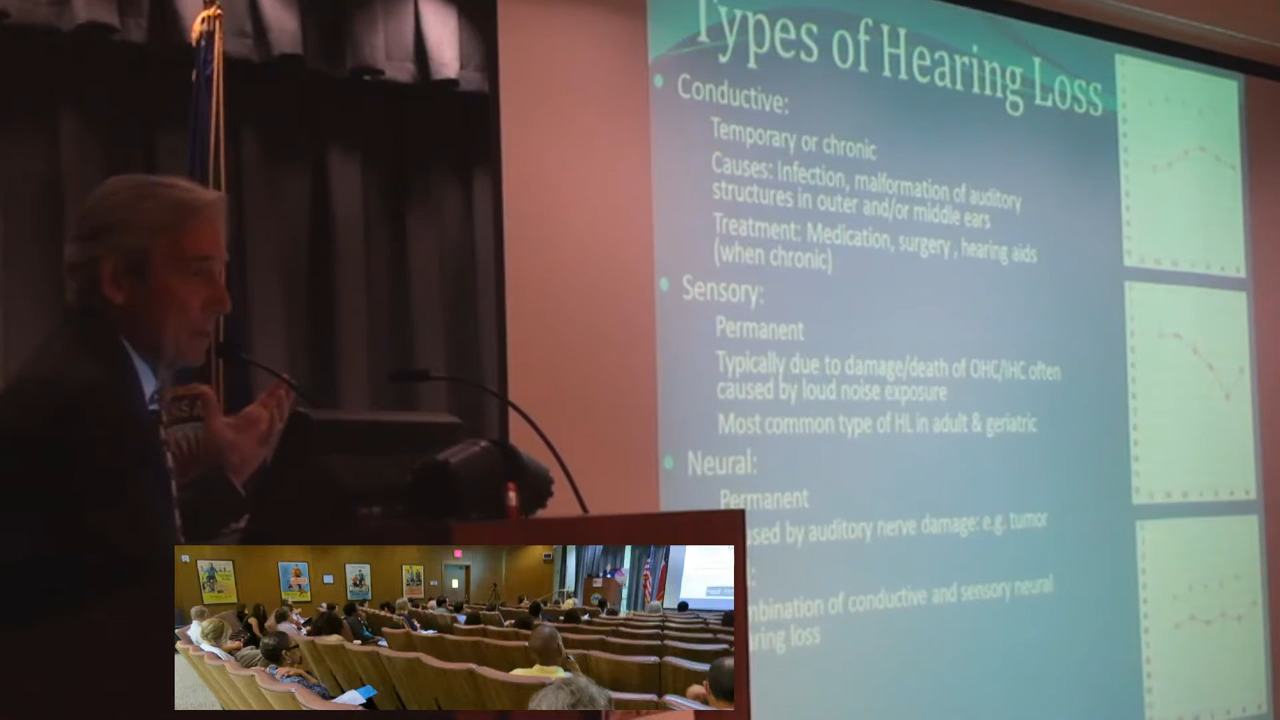 Types of Hearing Loss
Conductive:
Temporary or chronic
Causes: Infection, malformation of auditory
structures in outer and/or middle ears
Treatment: Medication, surgery , hearing aids
(when chronic)
Sensory:
Permanent
Typically due to damage/death of OHC/IHC often
caused by loud noise exposure
Most common type of HL in adult & geriatric
Neural:
Permanent
used by auditory nerve damage: e.g. tumor
:
mbination of conductive and sensory neural
ring loss